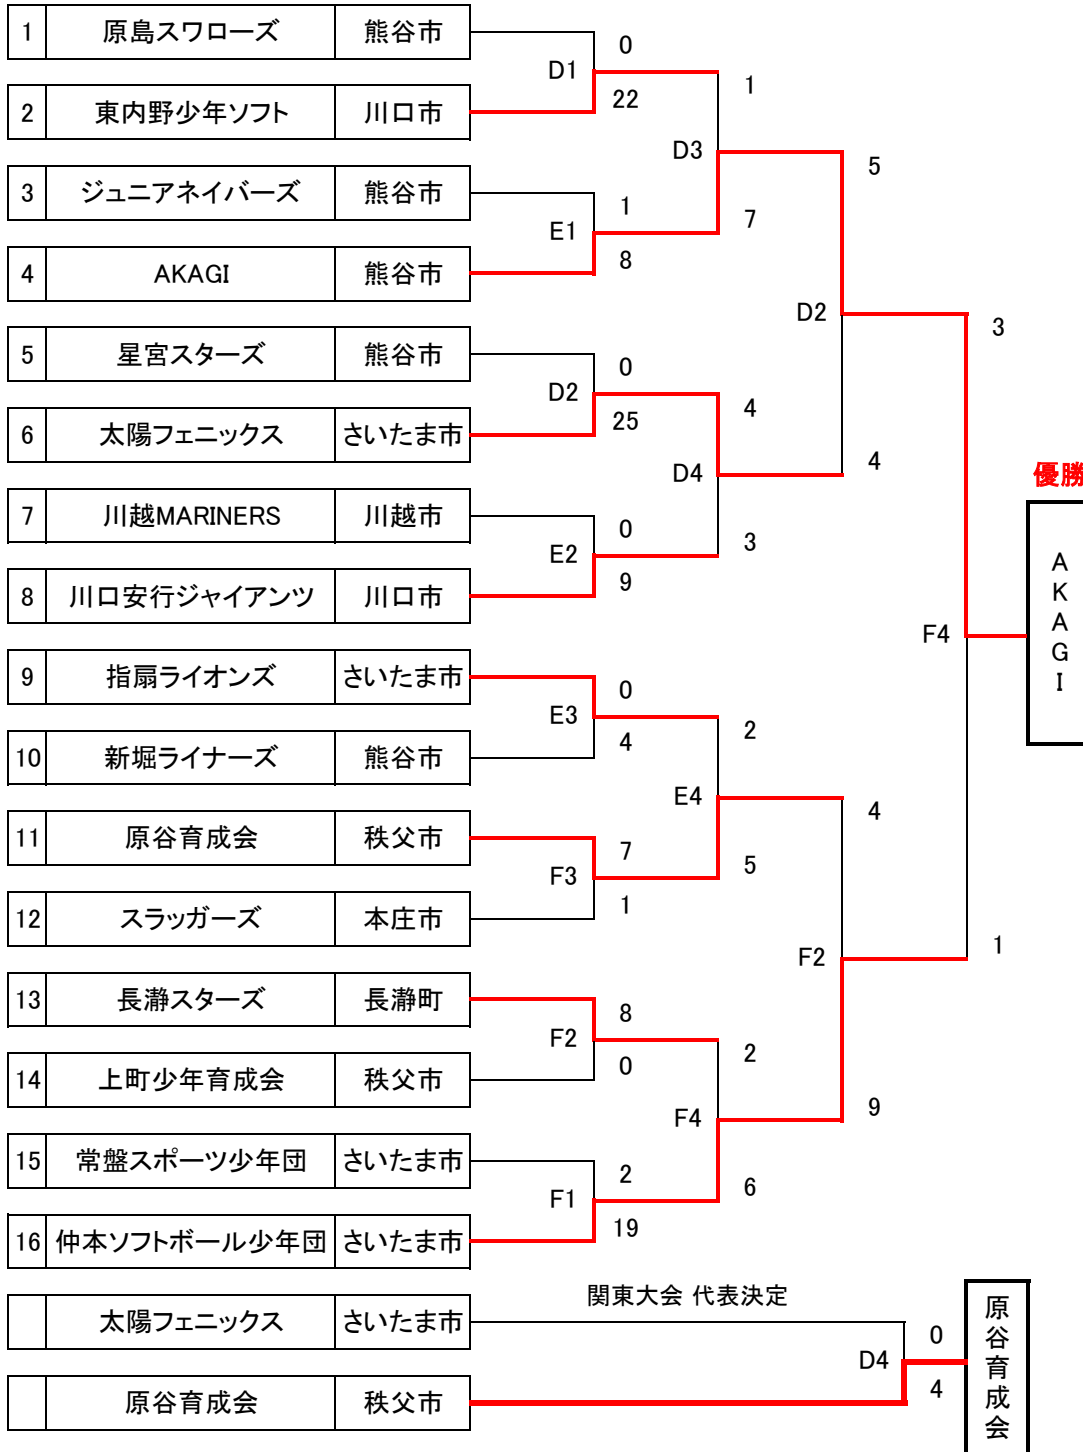 1 原島スワローズ 熊谷市
0
D1
22
1
2 東内野少年ソフト 川口市
D3
5
3 ジュニアネイバーズ 熊谷市
1
E1
8
7
4 AKAGI 熊谷市
D2
3
5 星宮スターズ 熊谷市
0
D2
25
4
6 太陽フェニックス さいたま市
D4
4
優勝
7 川越MARINERS 川越市
0
E2
9
3
8 川口安行ジャイアンツ 川口市
F4
AKAGI
9 指扇ライオンズ さいたま市
0
E3
4
2
10 新堀ライナーズ 熊谷市
E4
4
11 原谷育成会 秩父市
7
F3
1
5
12 スラッガーズ 本庄市
F2
1
13 長瀞スターズ 長瀞町
8
F2
0
2
14 上町少年育成会 秩父市
F4
9
15 常盤スポーツ少年団 さいたま市
2
F1
19
6
16 仲本ソフトボール少年団 さいたま市
関東大会 代表決定
太陽フェニックス さいたま市
0
D4
4
原谷育成会
原谷育成会 秩父市